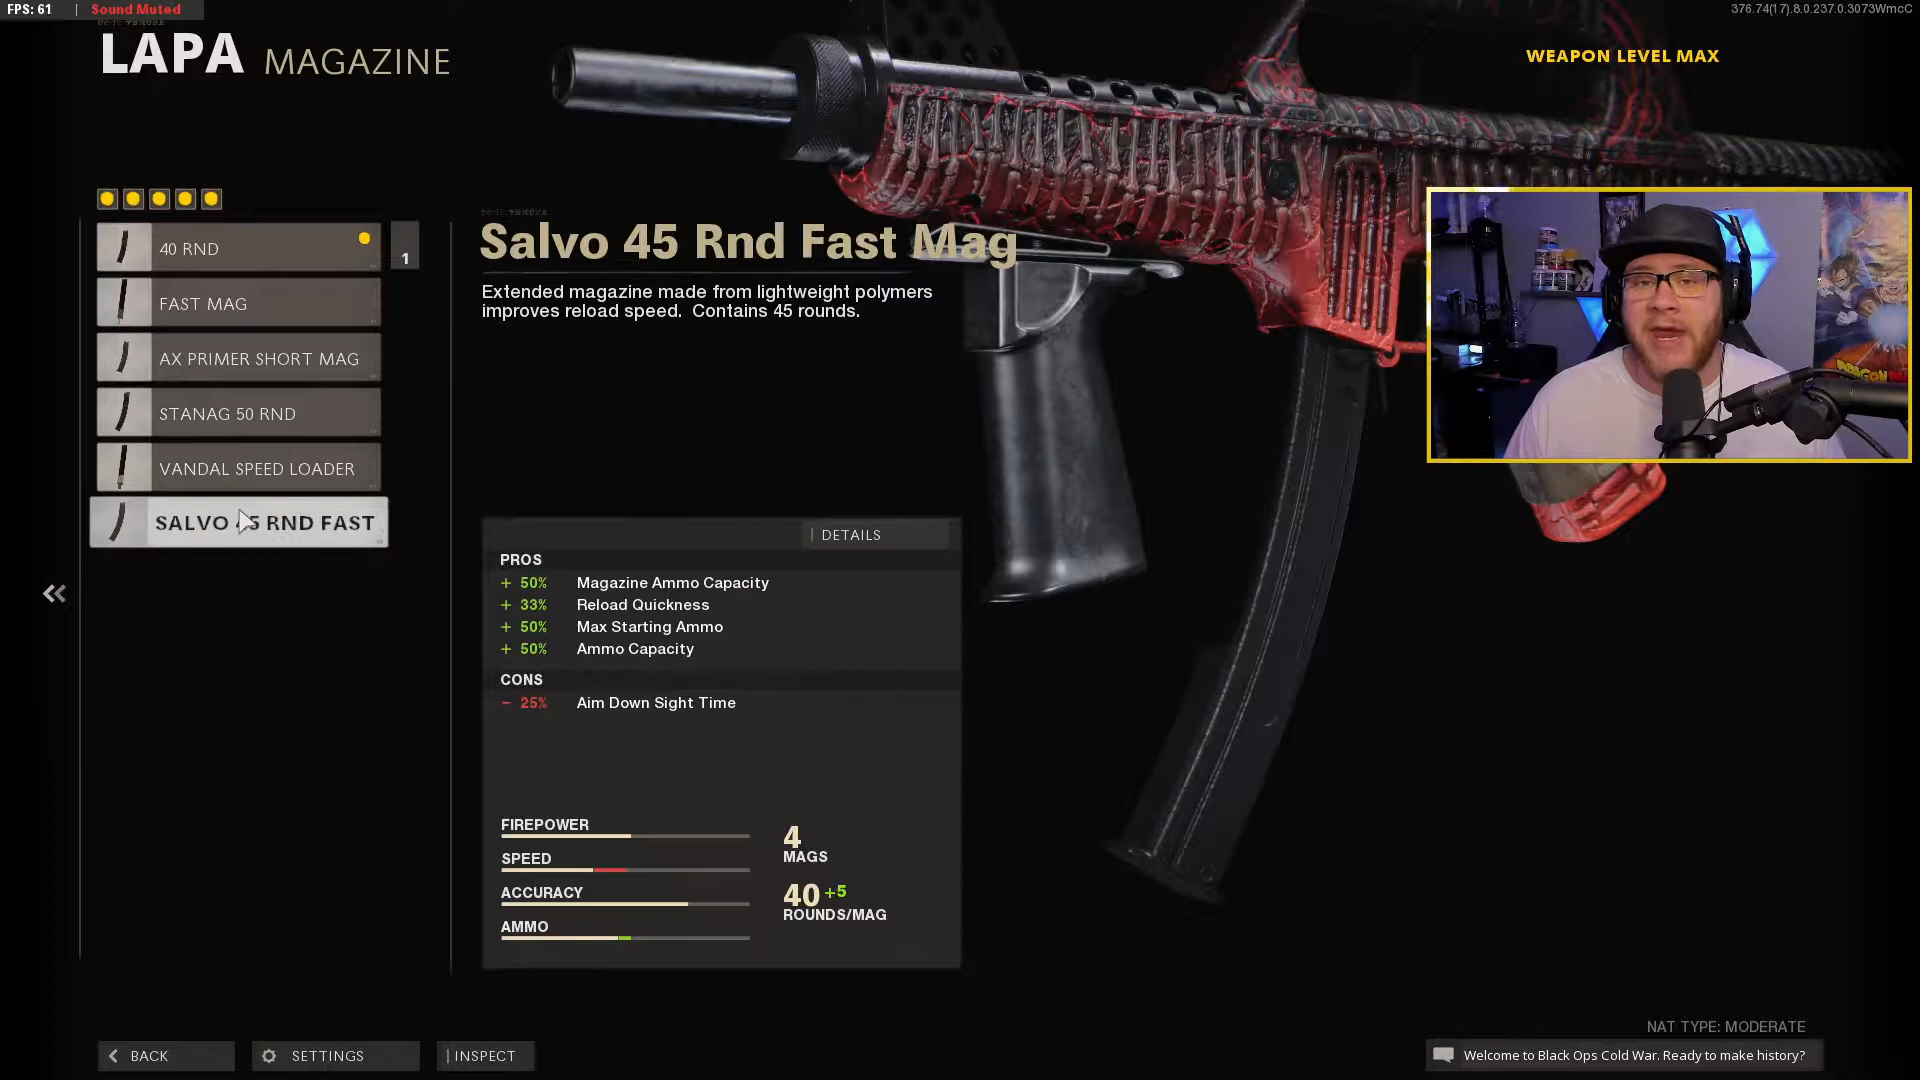 FPS: 61 | Sound Muted
376.74(17).8.0.237.0.3073WmcC
LAPA MAGAZINE
WEAPON LEVEL MAX
40 RND
1
FAST MAG
AX PRIMER SHORT MAG
STANAG 50 RND
VANDAL SPEED LOADER
SALVO 45 RND FAST
Salvo 45 Rnd Fast Mag
Extended magazine made from lightweight polymers
improves reload speed. Contains 45 rounds.
DETAILS
PROS
+ 50% Magazine Ammo Capacity
+ 33% Reload Quickness
+ 50% Max Starting Ammo
+ 50% Ammo Capacity
CONS
− 25% Aim Down Sight Time
FIREPOWER
SPEED
ACCURACY
AMMO
4
MAGS
40 +5
ROUNDS/MAG
BACK
SETTINGS
INSPECT
NAT TYPE: MODERATE
Welcome to Black Ops Cold War. Ready to make history?